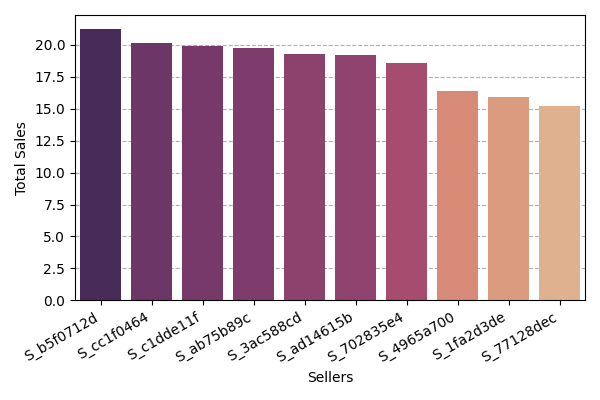 20.0
17.5
15.0
12.5
10.0
7.5
5.0
2.5
0.0
Total Sales
S_b5f0712d
S_cc1f0464
S_c1dde11f
S_ab75b89c
S_3ac588cd
S_ad14615b
S_702835e4
S_4965a700
S_1fa2d3de
S_77128dec
Sellers